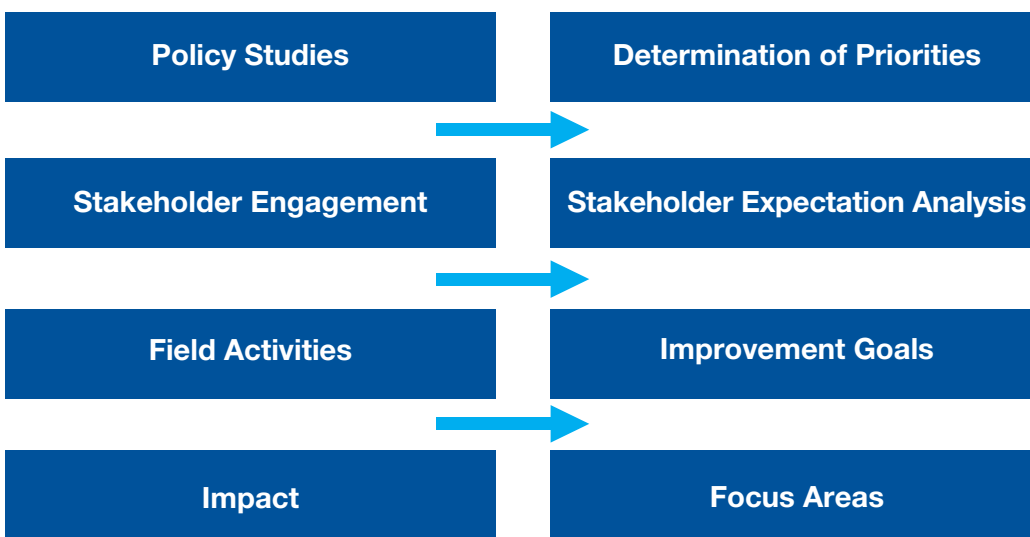 Policy Studies
Determination of Priorities
Stakeholder Engagement
Stakeholder Expectation Analysis
Field Activities
Improvement Goals
Impact
Focus Areas